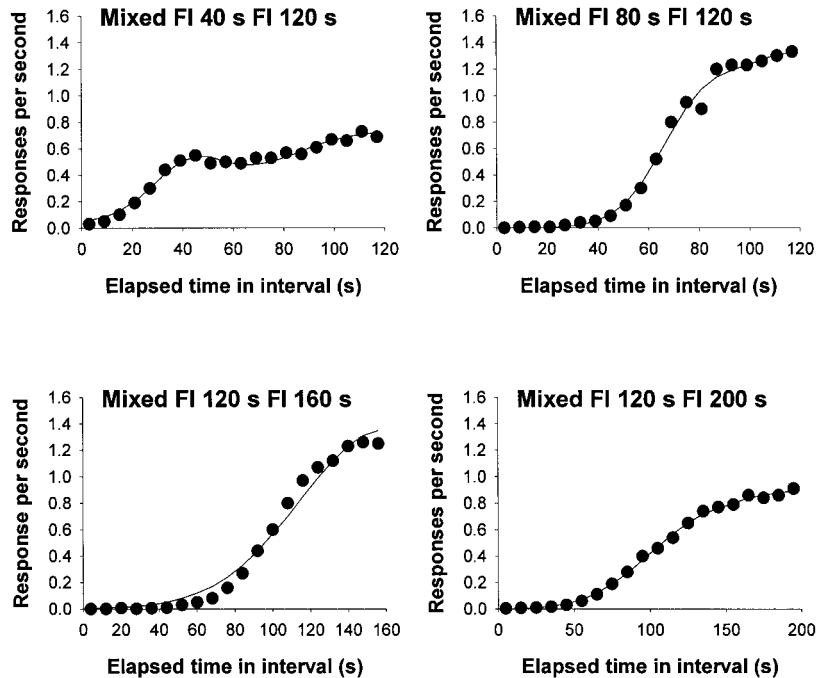 Mixed FI 40 s FI 120 s
Responses per second
1.6
1.4
1.2
1.0
0.8
0.6
0.4
0.2
0.0
0 20 40 60 80 100 120
Elapsed time in interval (s)
Mixed FI 80 s FI 120 s
Responses per second
1.6
1.4
1.2
1.0
0.8
0.6
0.4
0.2
0.0
0 20 40 60 80 100 120
Elapsed time in interval (s)
Mixed FI 120 s FI 160 s
Response per second
1.6
1.4
1.2
1.0
0.8
0.6
0.4
0.2
0.0
0 20 40 60 80 100 120 140 160
Elapsed time in interval (s)
Mixed FI 120 s FI 200 s
Responses per second
1.6
1.4
1.2
1.0
0.8
0.6
0.4
0.2
0.0
0 50 100 150 200
Elapsed time in interval (s)